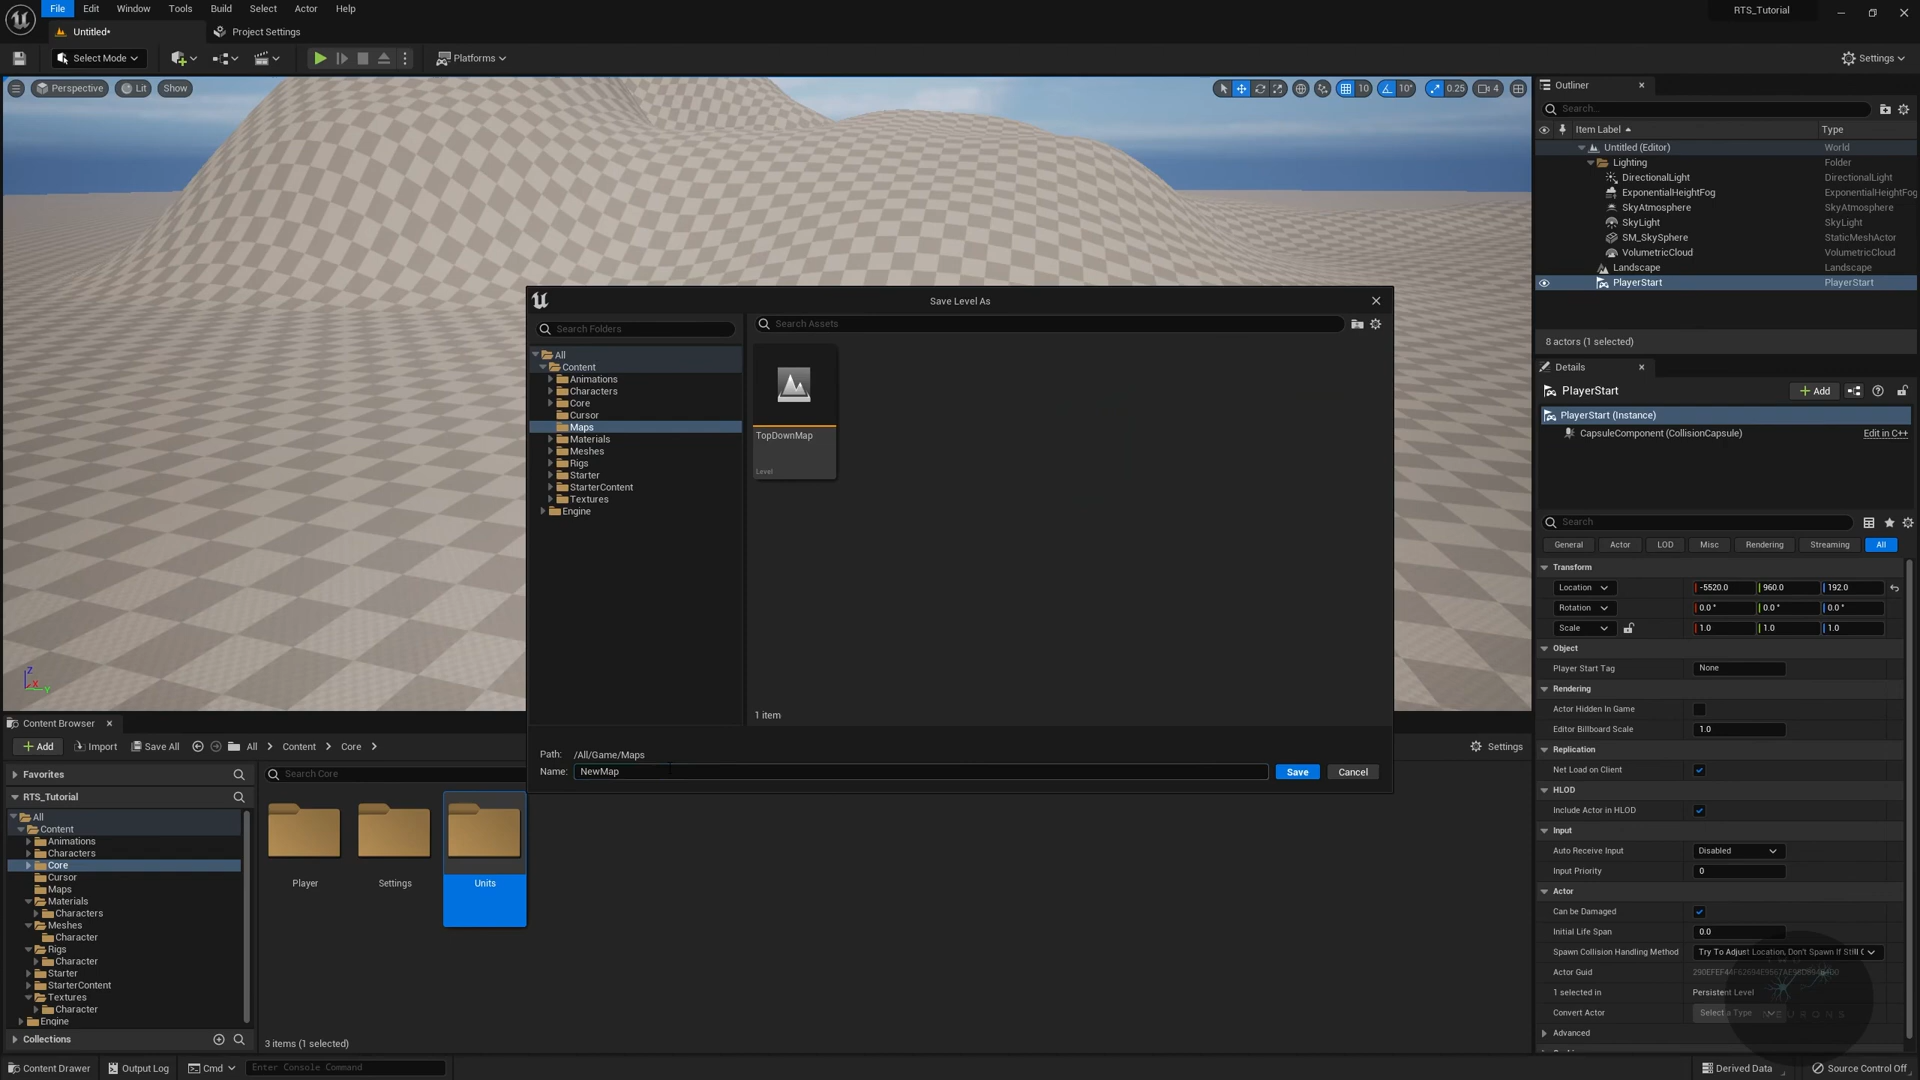 File Edit Window Tools Build Select Actor Help RTS_Tutorial
Untitled* Project Settings
Select Mode Platforms Settings
Perspective Lit Show 10 10° 0.25 4
Outliner
Search...
Item Label Type
Untitled (Editor) World
Lighting Folder
DirectionalLight DirectionalLight
ExponentialHeightFog ExponentialHeightFog
SkyAtmosphere SkyAtmosphere
SkyLight SkyLight
SM_SkySphere StaticMeshActor
VolumetricCloud VolumetricCloud
Landscape Landscape
PlayerStart PlayerStart
8 actors (1 selected)
Save Level As
Search Folders
Search Assets
All
Content
Animations
Characters
Core
Cursor
Maps
Materials
Meshes
Rigs
Starter
StarterContent
Textures
Engine
TopDownMap
Level
1 item
Path: /All/Game/Maps
Name: NewMap
Save Cancel
Details
PlayerStart Add
PlayerStart (Instance)
CapsuleComponent (CollisionCapsule) Edit in C++
Search
General Actor LOD Misc Rendering Streaming All
Transform
Location -5520.0 960.0 192.0
Rotation 0.0 ° 0.0 ° 0.0 °
Scale 1.0 1.0 1.0
Object
Player Start Tag None
Rendering
Actor Hidden In Game
Editor Billboard Scale 1.0
Replication
Net Load on Client
HLOD
Include Actor in HLOD
Input
Auto Receive Input Disabled
Input Priority 0
Actor
Can be Damaged
Initial Life Span 0.0
Spawn Collision Handling Method Try To Adjust Location, Don't Spawn If Still
Actor Guid
1 selected in Persistent Level
Convert Actor Select a Type
Advanced
Content Browser
Add Import Save All All Content Core Settings
Favorites
Search Core
RTS_Tutorial
All
Content
Animations
Characters
Core
Cursor
Maps
Materials
Characters
Meshes
Character
Rigs
Character
Starter
StarterContent
Textures
Character
Engine
Collections
Player Settings Units
3 items (1 selected)
Content Drawer Output Log Cmd Enter Console Command Derived Data Source Control Off